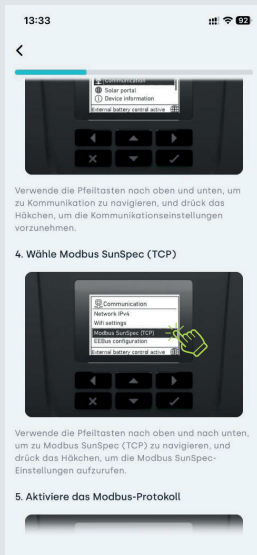 13:33
92
Communication
Solar portal
Device information
External battery control active
Verwende die Pfeiltasten nach oben und unten, um
zu Kommunikation zu navigieren, und drück das
Häkchen, um die Kommunikationseinstellungen
vorzunehmen.
4. Wähle Modbus SunSpec (TCP)
Communication
Network IPv4
Wifi settings
Modbus SunSpec (TCP)
EEBus configuration
External battery control active
Verwende die Pfeiltasten nach oben und nach unten,
um zu Modbus SunSpec (TCP) zu navigieren, und
drück das Häkchen, um die Modbus SunSpec-
Einstellungen aufzurufen.
5. Aktiviere das Modbus-Protokoll